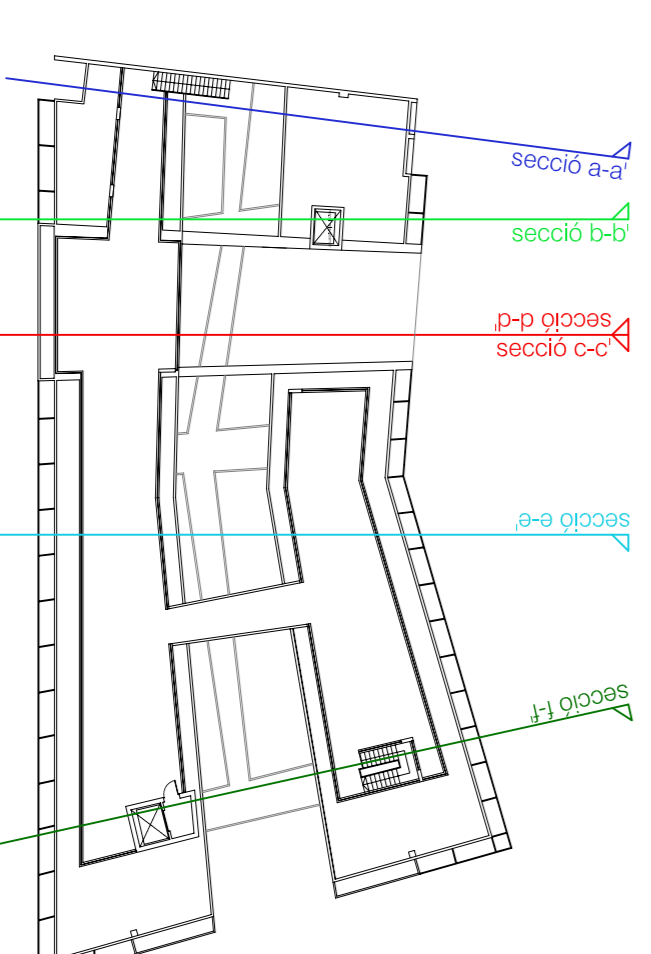 secció a-a'
secció b-b'
secció d-d'
secció c-c'
secció e-e'
secció f-f'